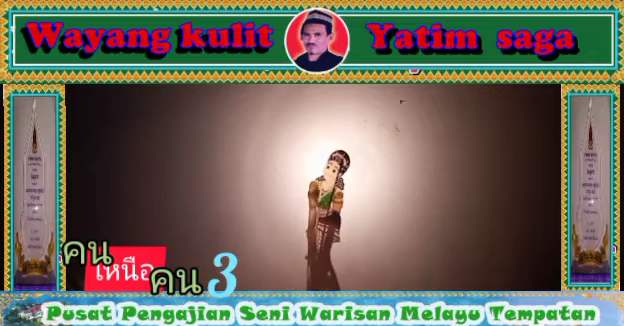 Wayang kulit Yatim saga
คน
เหนือ
คน 3
Pusat Pengajian Seni Warisan Melayu Tempatan